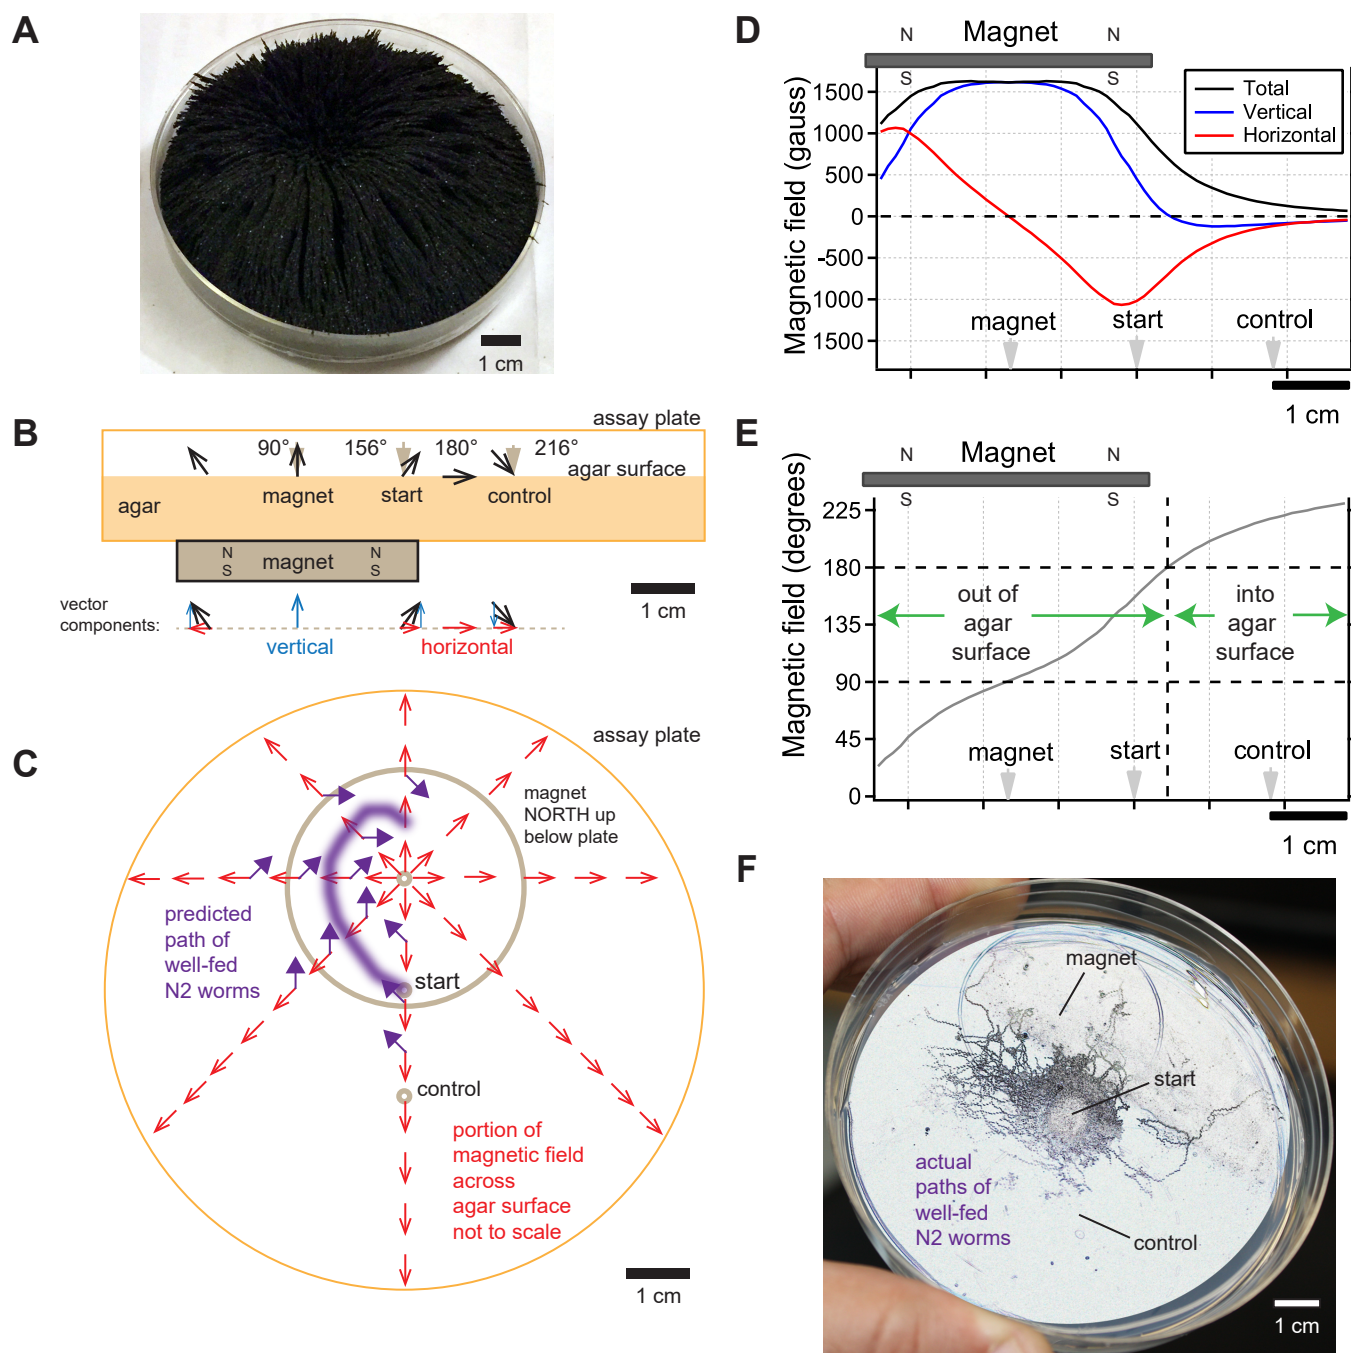 A
1 cm
B
assay plate
90°
156°
180°
216°
agar surface
magnet
start
control
agar
N
S
magnet
N
S
1 cm
vector
components:
vertical
horizontal
C
assay plate
magnet
NORTH up
below plate
predicted
path of
well-fed
N2 worms
start
control
portion of
magnetic field
across
agar surface
not to scale
1 cm
D
N
Magnet
N
S
S
Total
Vertical
Horizontal
Magnetic field (gauss)
1500
1000
500
0
-500
1000
1500
magnet
start
control
1 cm
E
N
Magnet
N
S
S
Magnetic field (degrees)
225
180
135
90
45
0
out of
agar
surface
into
agar
surface
magnet
start
control
1 cm
F
magnet
start
actual
paths of
well-fed
N2 worms
control
1 cm